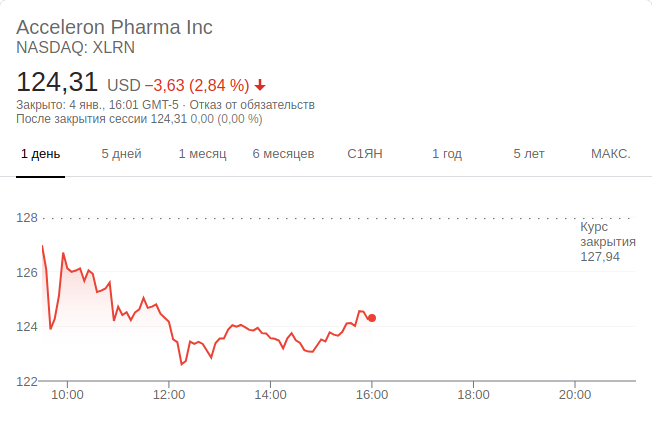 Acceleron Pharma Inc
NASDAQ: XLRN
124,31 USD −3,63 (2,84 %)
Закрыто: 4 янв., 16:01 GMT-5 · Отказ от обязательств
После закрытия сессии 124,31 0,00 (0,00 %)
1 день 5 дней 1 месяц 6 месяцев С1ЯН 1 год 5 лет МАКС.
128
Курс
закрытия
127,94
126
124
122
10:00 12:00 14:00 16:00 18:00 20:00